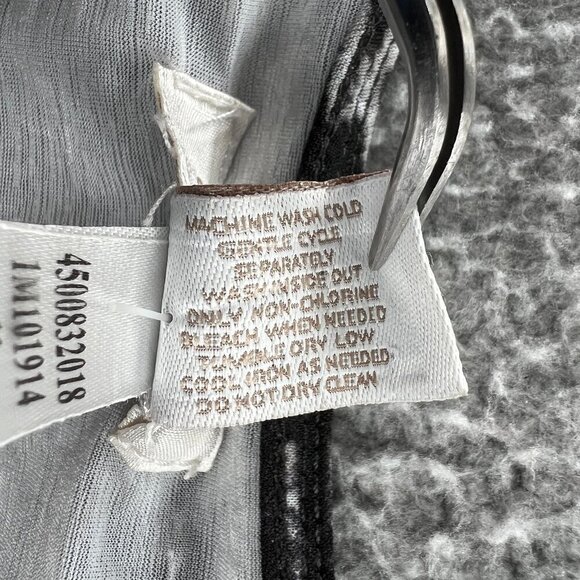 MACHINE WASH COLD
GENTLE CYCLE
SEPARATELY
WASH INSIDE OUT
ONLY NON-CHLORINE
BLEACH WHEN NEEDED
TUMBLE DRY LOW
COOL IRON AS NEEDED
DO NOT DRY CLEAN
4500832018
1M101914